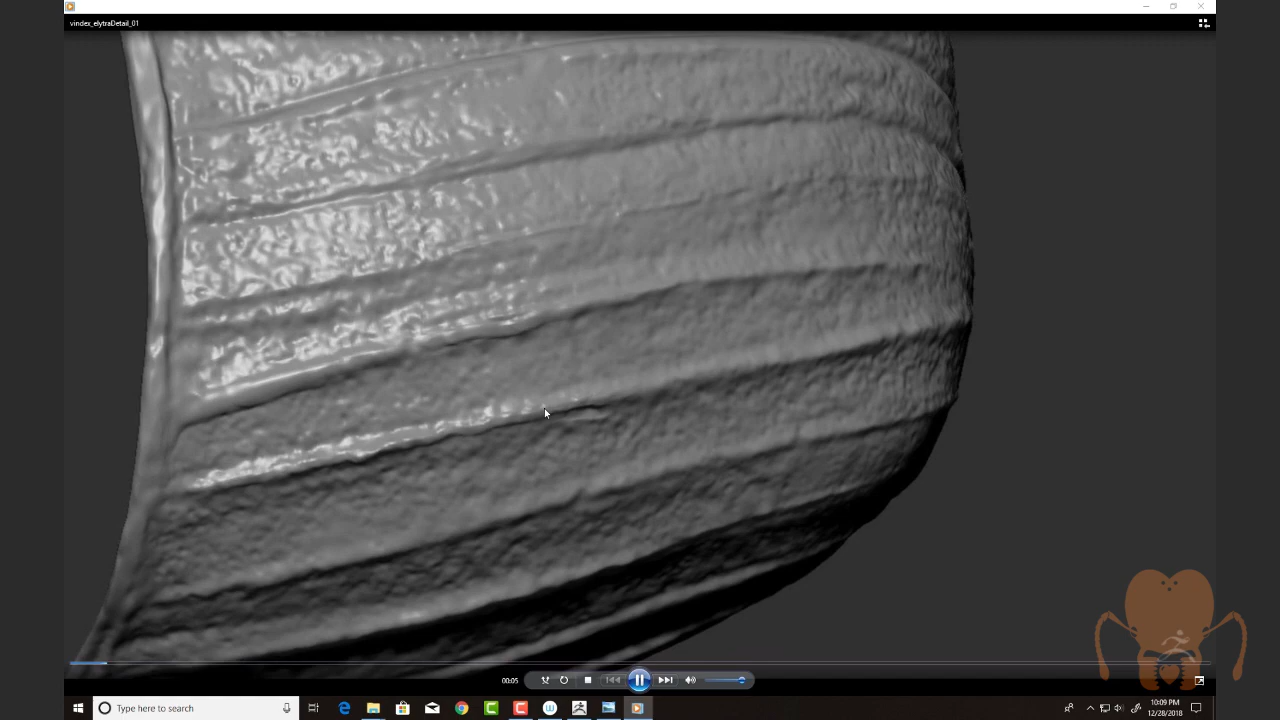 vindex_elytraDetail_01
00:05
Type here to search
10:09 PM
12/28/2018